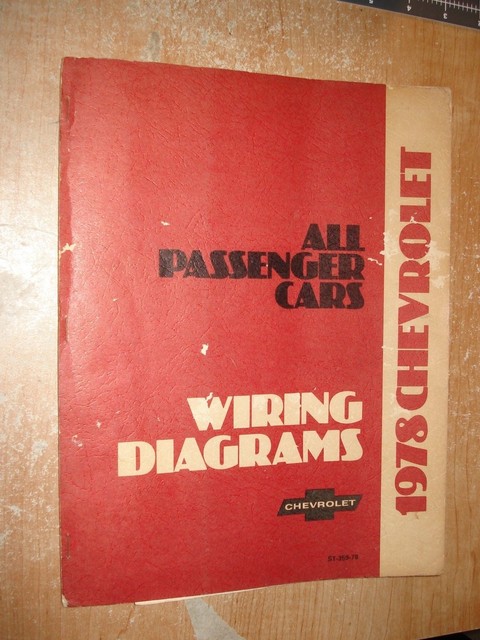 ALL
PASSENGER
CARS
WIRING
DIAGRAMS
CHEVROLET
1978 CHEVROLET